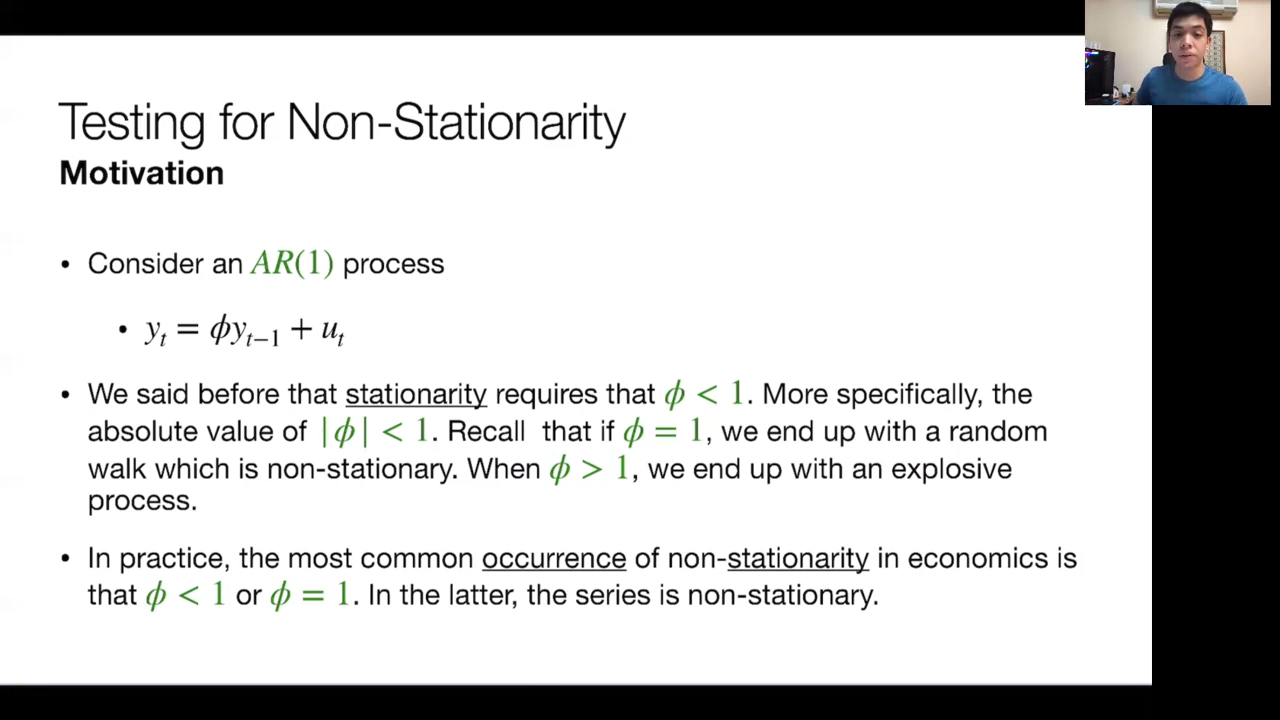 Testing for Non-Stationarity
Motivation
• Consider an AR(1) process
• yₜ = ϕyₜ₋₁ + uₜ
• We said before that stationarity requires that ϕ < 1. More specifically, the
absolute value of |ϕ| < 1. Recall that if ϕ = 1, we end up with a random
walk which is non-stationary. When ϕ > 1, we end up with an explosive
process.
• In practice, the most common occurrence of non-stationarity in economics is
that ϕ < 1 or ϕ = 1. In the latter, the series is non-stationary.